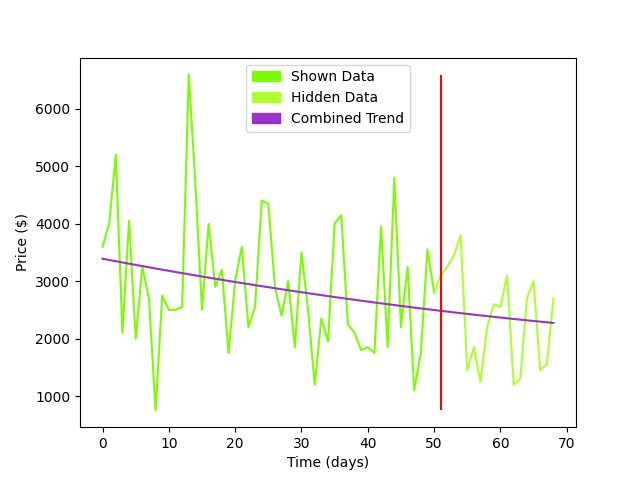 Shown Data
Hidden Data
Combined Trend
Price ($)
6000
5000
4000
3000
2000
1000
0 10 20 30 40 50 60 70
Time (days)